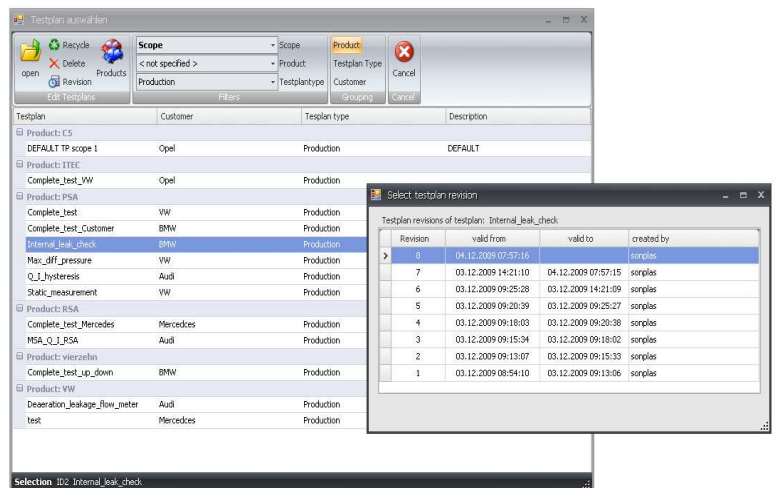 Testplan auswählen
open
Recycle
Delete
Revision
Products
Edit Testplans
Scope Scope
< not specified > Product
Production Testplantype
Filters
Product
Testplan Type
Customer
Grouping
Cancel
Cancel
Testplan Customer Tesplan type Description
Product: CS
DEFAULT TP scope 1 Opel Production DEFAULT
Product: ITEC
Complete_test_VW Opel Production
Product: PSA
Complete_test VW Production
Complete_test_Customer BMW Production
Internal_leak_check BMW Production
Max_diff_pressure VW Production
Q_I_hysteresis Audi Production
Static_measurement VW Production
Product: RSA
Complete_test_Mercedes Mercedces Production
MSA_Q_I_RSA Audi Production
Product: vierzehn
Complete_test_up_down BMW Production
Product: VW
Deaeration_leakage_flow_meter Audi Production
test Mercedces Production
Selection ID2 Internal_leak_check
Select testplan revision
Testplan revisions of testplan: Internal_leak_check
Revision valid from valid to created by
8 04.12.2009 07:57:16 sonplas
7 03.12.2009 14:21:10 04.12.2009 07:57:15 sonplas
6 03.12.2009 09:25:28 03.12.2009 14:21:09 sonplas
5 03.12.2009 09:20:39 03.12.2009 09:25:27 sonplas
4 03.12.2009 09:18:03 03.12.2009 09:20:38 sonplas
3 03.12.2009 09:15:34 03.12.2009 09:18:02 sonplas
2 03.12.2009 09:13:07 03.12.2009 09:15:33 sonplas
1 03.12.2009 08:54:10 03.12.2009 09:13:06 sonplas